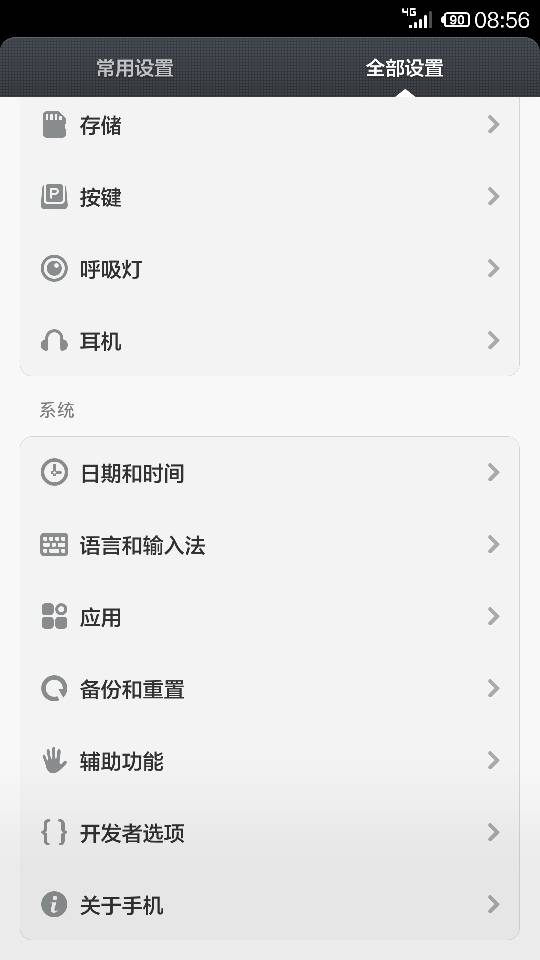 4G 90 08:56
常用设置 全部设置
存储
按键
呼吸灯
耳机
系统
日期和时间
语言和输入法
应用
备份和重置
辅助功能
开发者选项
关于手机